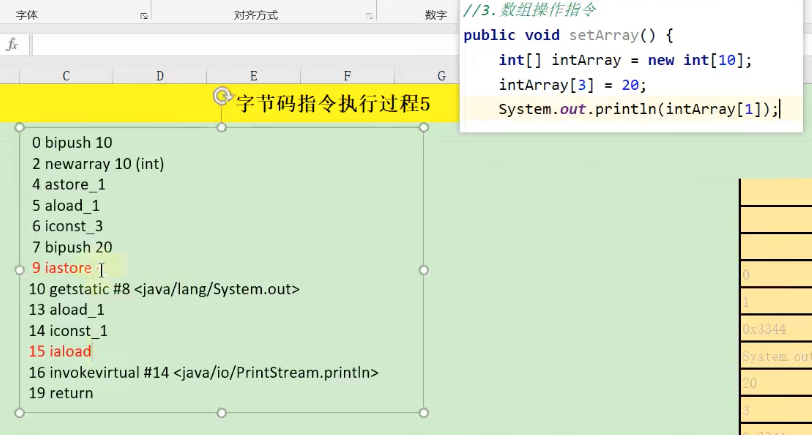 字体
对齐方式
数字
fx
C
D
E
F
G
字节码指令执行过程5
//3.数组操作指令
public void setArray() {
int[] intArray = new int[10];
intArray[3] = 20;
System.out.println(intArray[1]);
0 bipush 10
2 newarray 10 (int)
4 astore_1
5 aload_1
6 iconst_3
7 bipush 20
9 iastore
10 getstatic #8 <java/lang/System.out>
13 aload_1
14 iconst_1
15 iaload
16 invokevirtual #14 <java/io/PrintStream.println>
19 return
0
1
0x3344
System.out
20
3